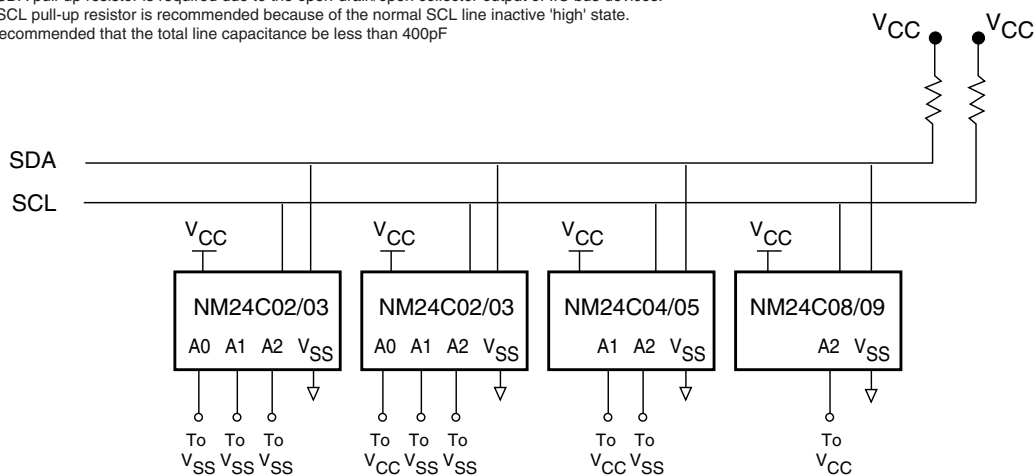 SCL pull-up resistor is recommended because of the normal SCL line inactive 'high' state.
recommended that the total line capacitance be less than 400pF
VCC VCC
SDA
SCL
VCC VCC VCC VCC
NM24C02/03 NM24C02/03 NM24C04/05 NM24C08/09
A0 A1 A2 VSS A0 A1 A2 VSS A1 A2 VSS A2 VSS
To To To To To To To To To
VSS VSS VSS VCC VSS VSS VCC VSS VCC